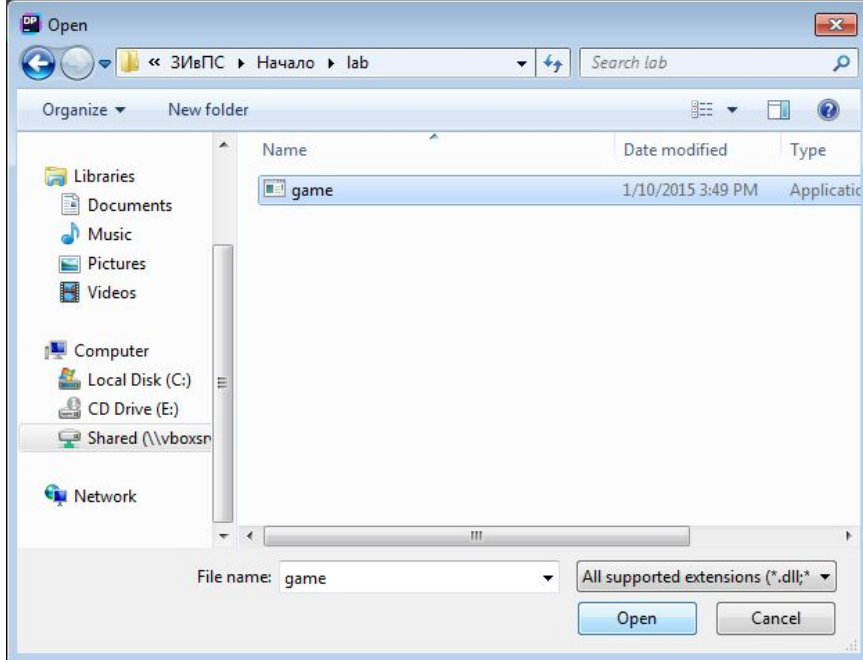 DP Open
« ЗИвПС ▸ Начало ▸ lab
Search lab
Organize
New folder
Name
Date modified
Type
Libraries
Documents
Music
Pictures
Videos
Computer
Local Disk (C:)
CD Drive (E:)
Shared (\\vboxsr
Network
game
1/10/2015 3:49 PM
Applicatio
File name: game
All supported extensions (*.dll;*
Open
Cancel